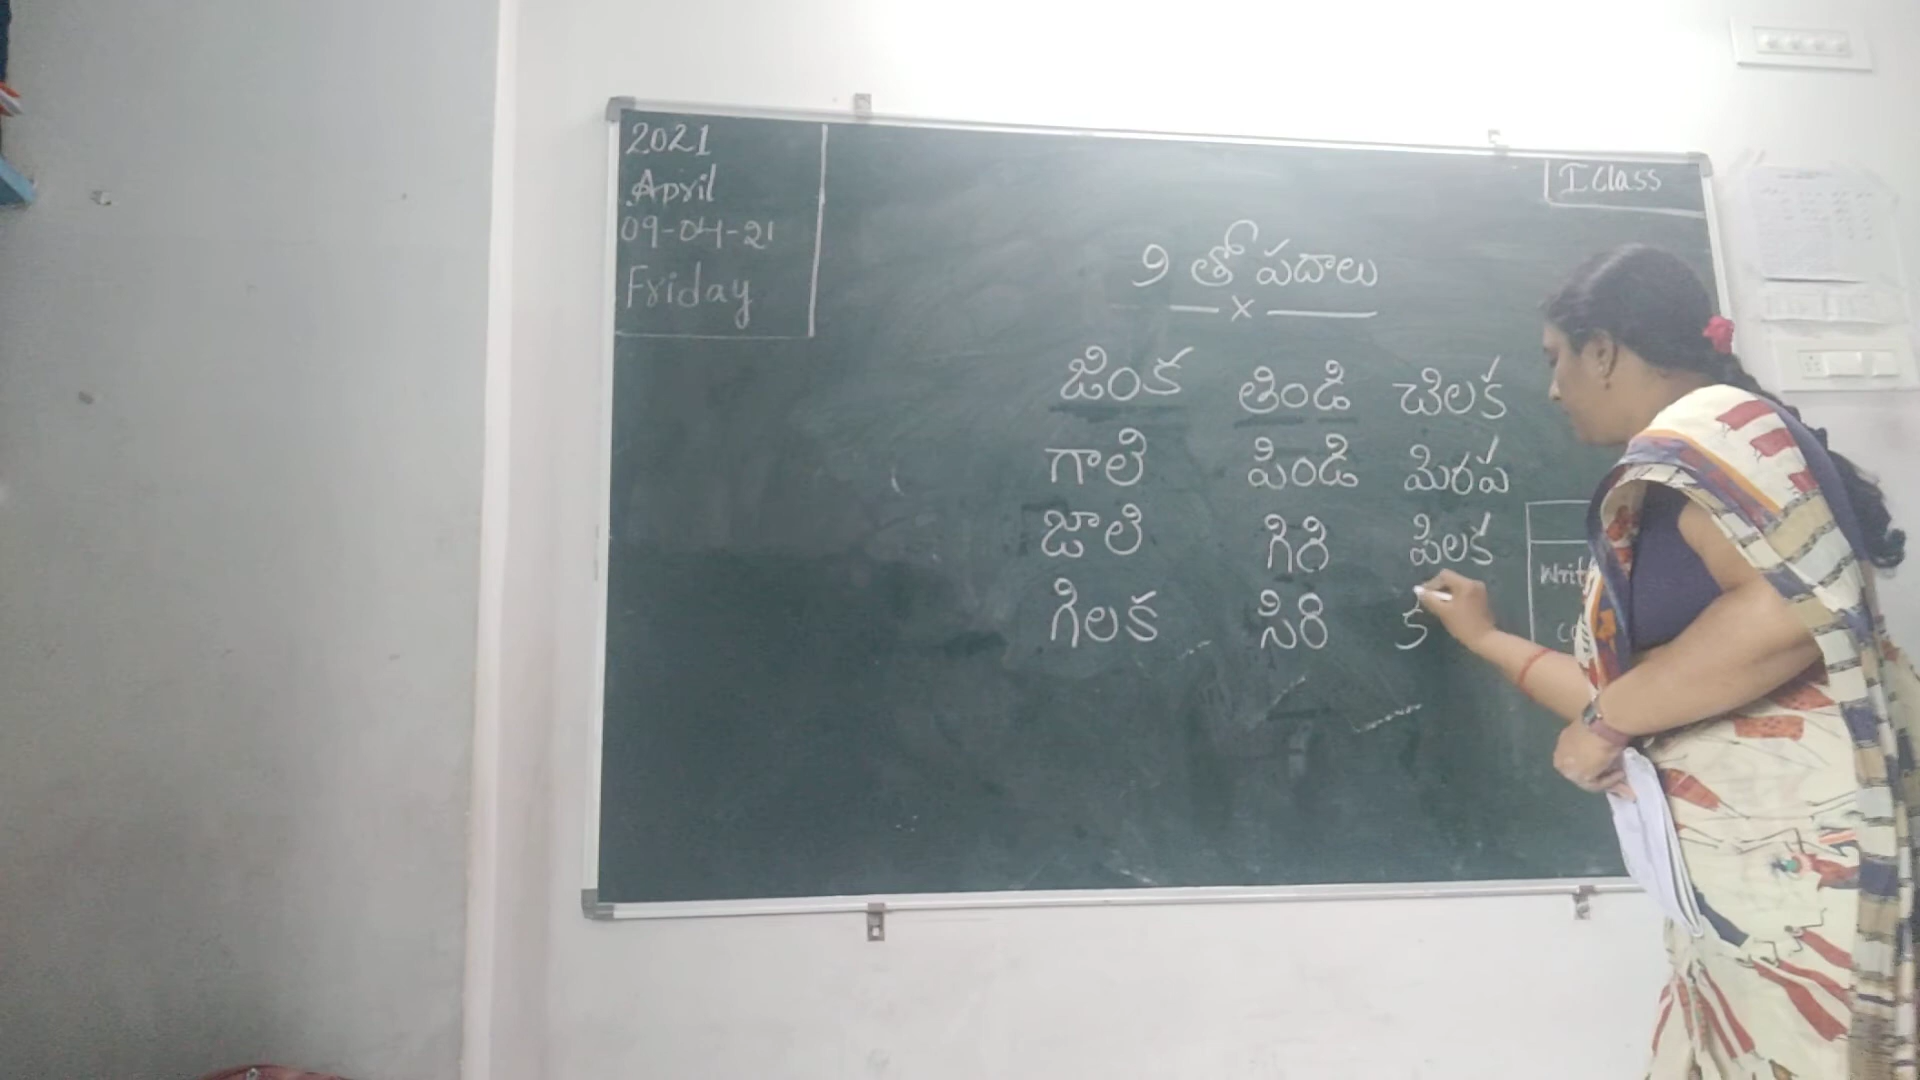 2021
April
09-04-21
Friday
I Class
ి తో పదాలు
x
జింక తిండి చిలక
గాలి పిండి మిరప
జాలి గిరి పిలక
గిలక సిరి క